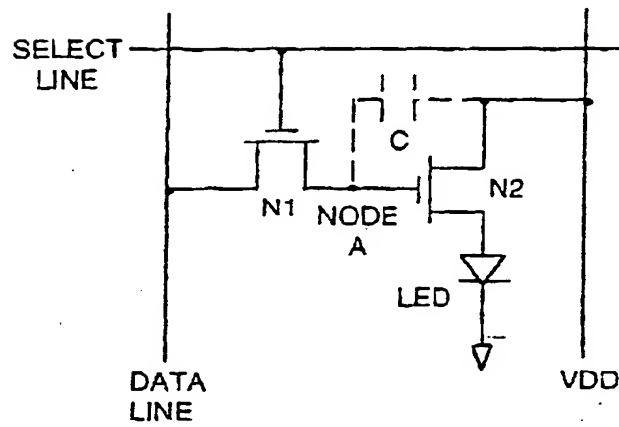 SELECT
LINE
C
N1
N2
NODE
A
LED
DATA
LINE
VDD